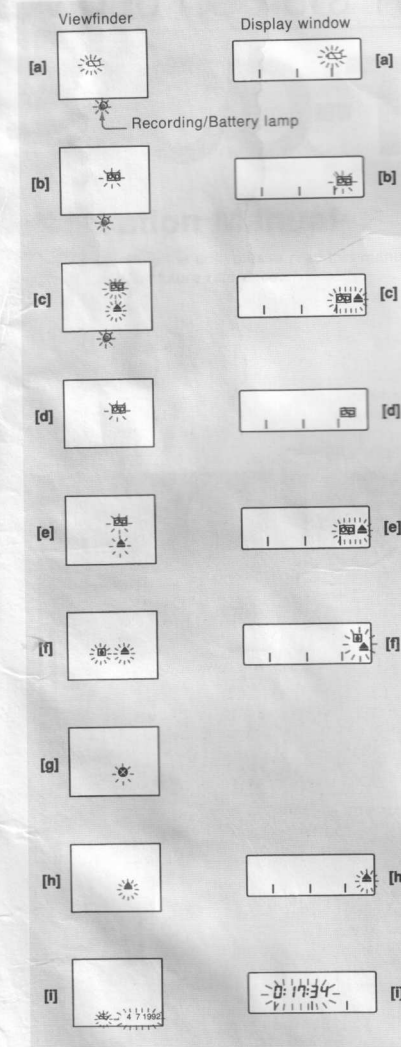 Viewfinder Display window
[a] [a]
Recording/Battery lamp
[b] [b]
[c] [c]
[d] [d]
[e] [e]
[f] [f]
[g]
[h] [h
[i] 4 7 1992 0:17:34 [i]